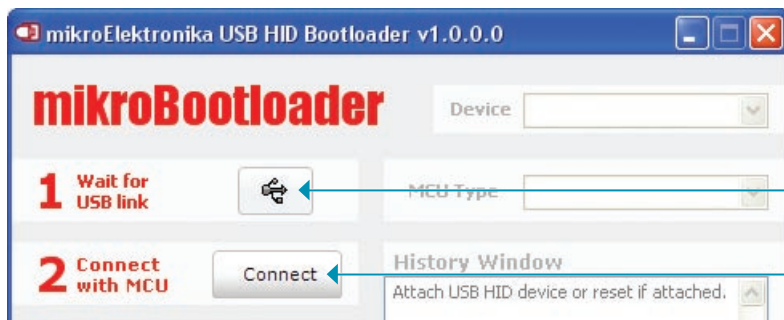 mikroElektronika USB HID Bootloader v1.0.0.0
mikroBootloader
Device
1 Wait for
USB link
MCU Type
2 Connect
with MCU
Connect
History Window
Attach USB HID device or reset if attached.